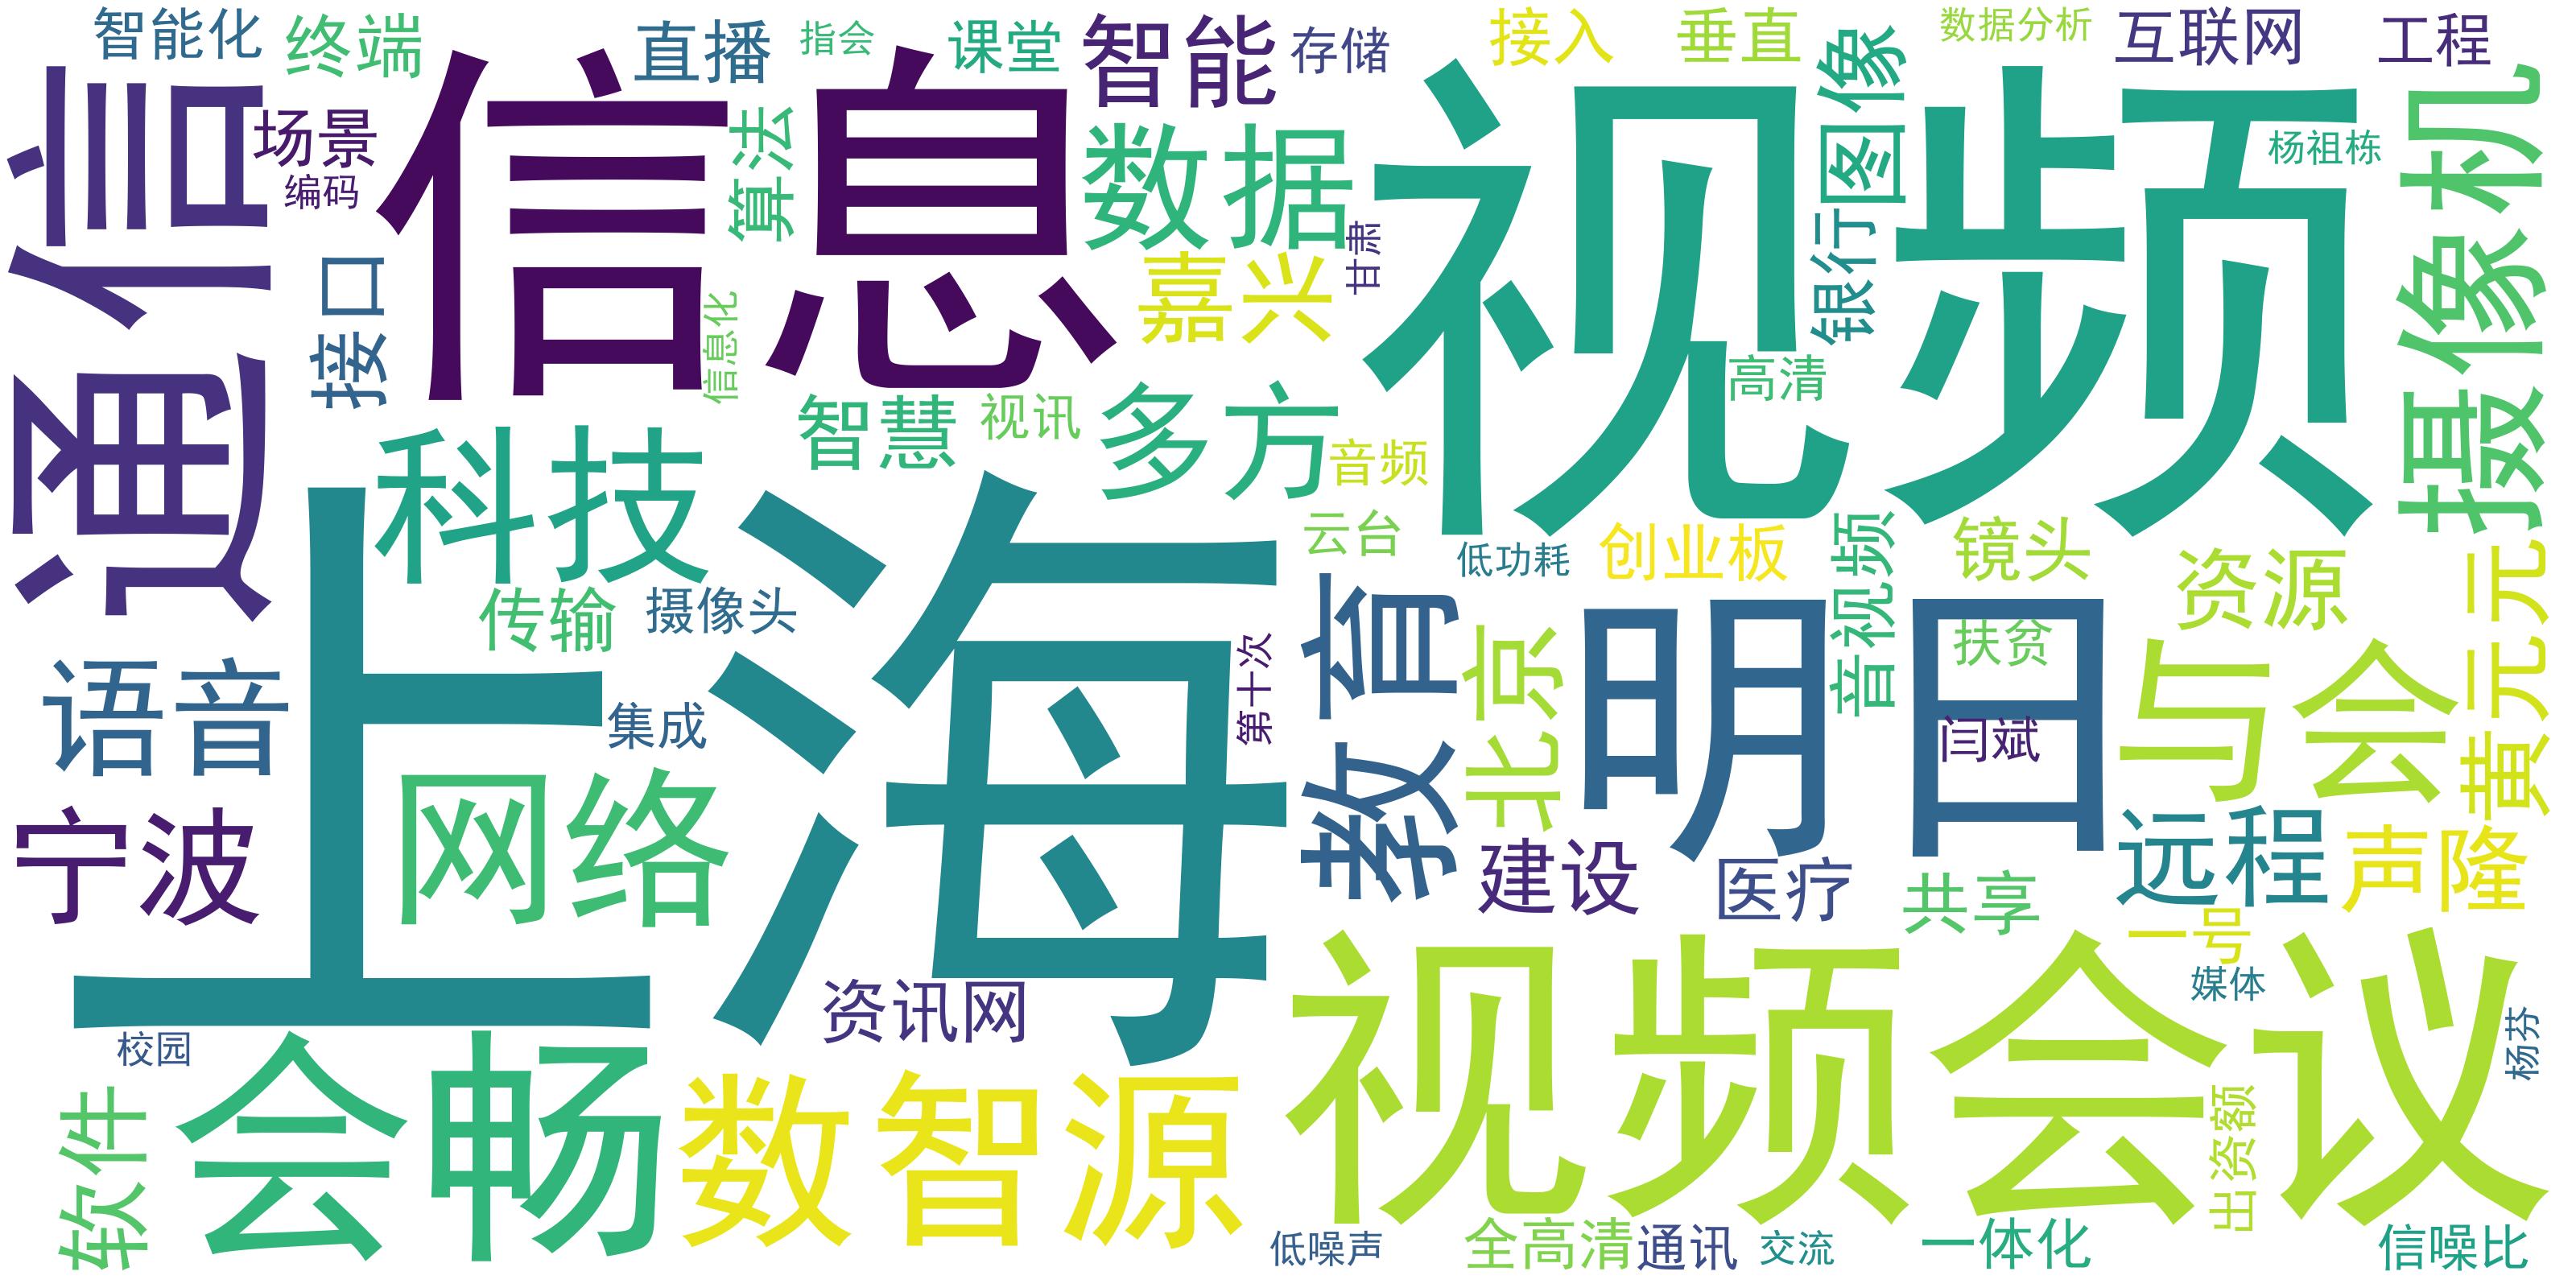 智能化
终端
直播
指会
课堂
智能
存储
接入
垂直
图像
数据分析
互联网
工程
通信
场景
编码
信息
算法
数据
视频
杨祖栋
摄像机
接口
信息化
嘉兴
甘肃
银行
高清
科技
智慧
视讯
多方
音频
云台
低功耗
创业板
音视频
镜头
资源
黄元元
传输
摄像头
上海
第十次
教育
北京
明日
扶贫
闫斌
与会
语音
集成
宁波
网络
建设
医疗
共享
远程
声隆
一号
资讯网
视频会议
媒体
杨芬
校园
软件
会畅
数智源
出资额
低噪声
全高清
通讯
交流
一体化
信噪比